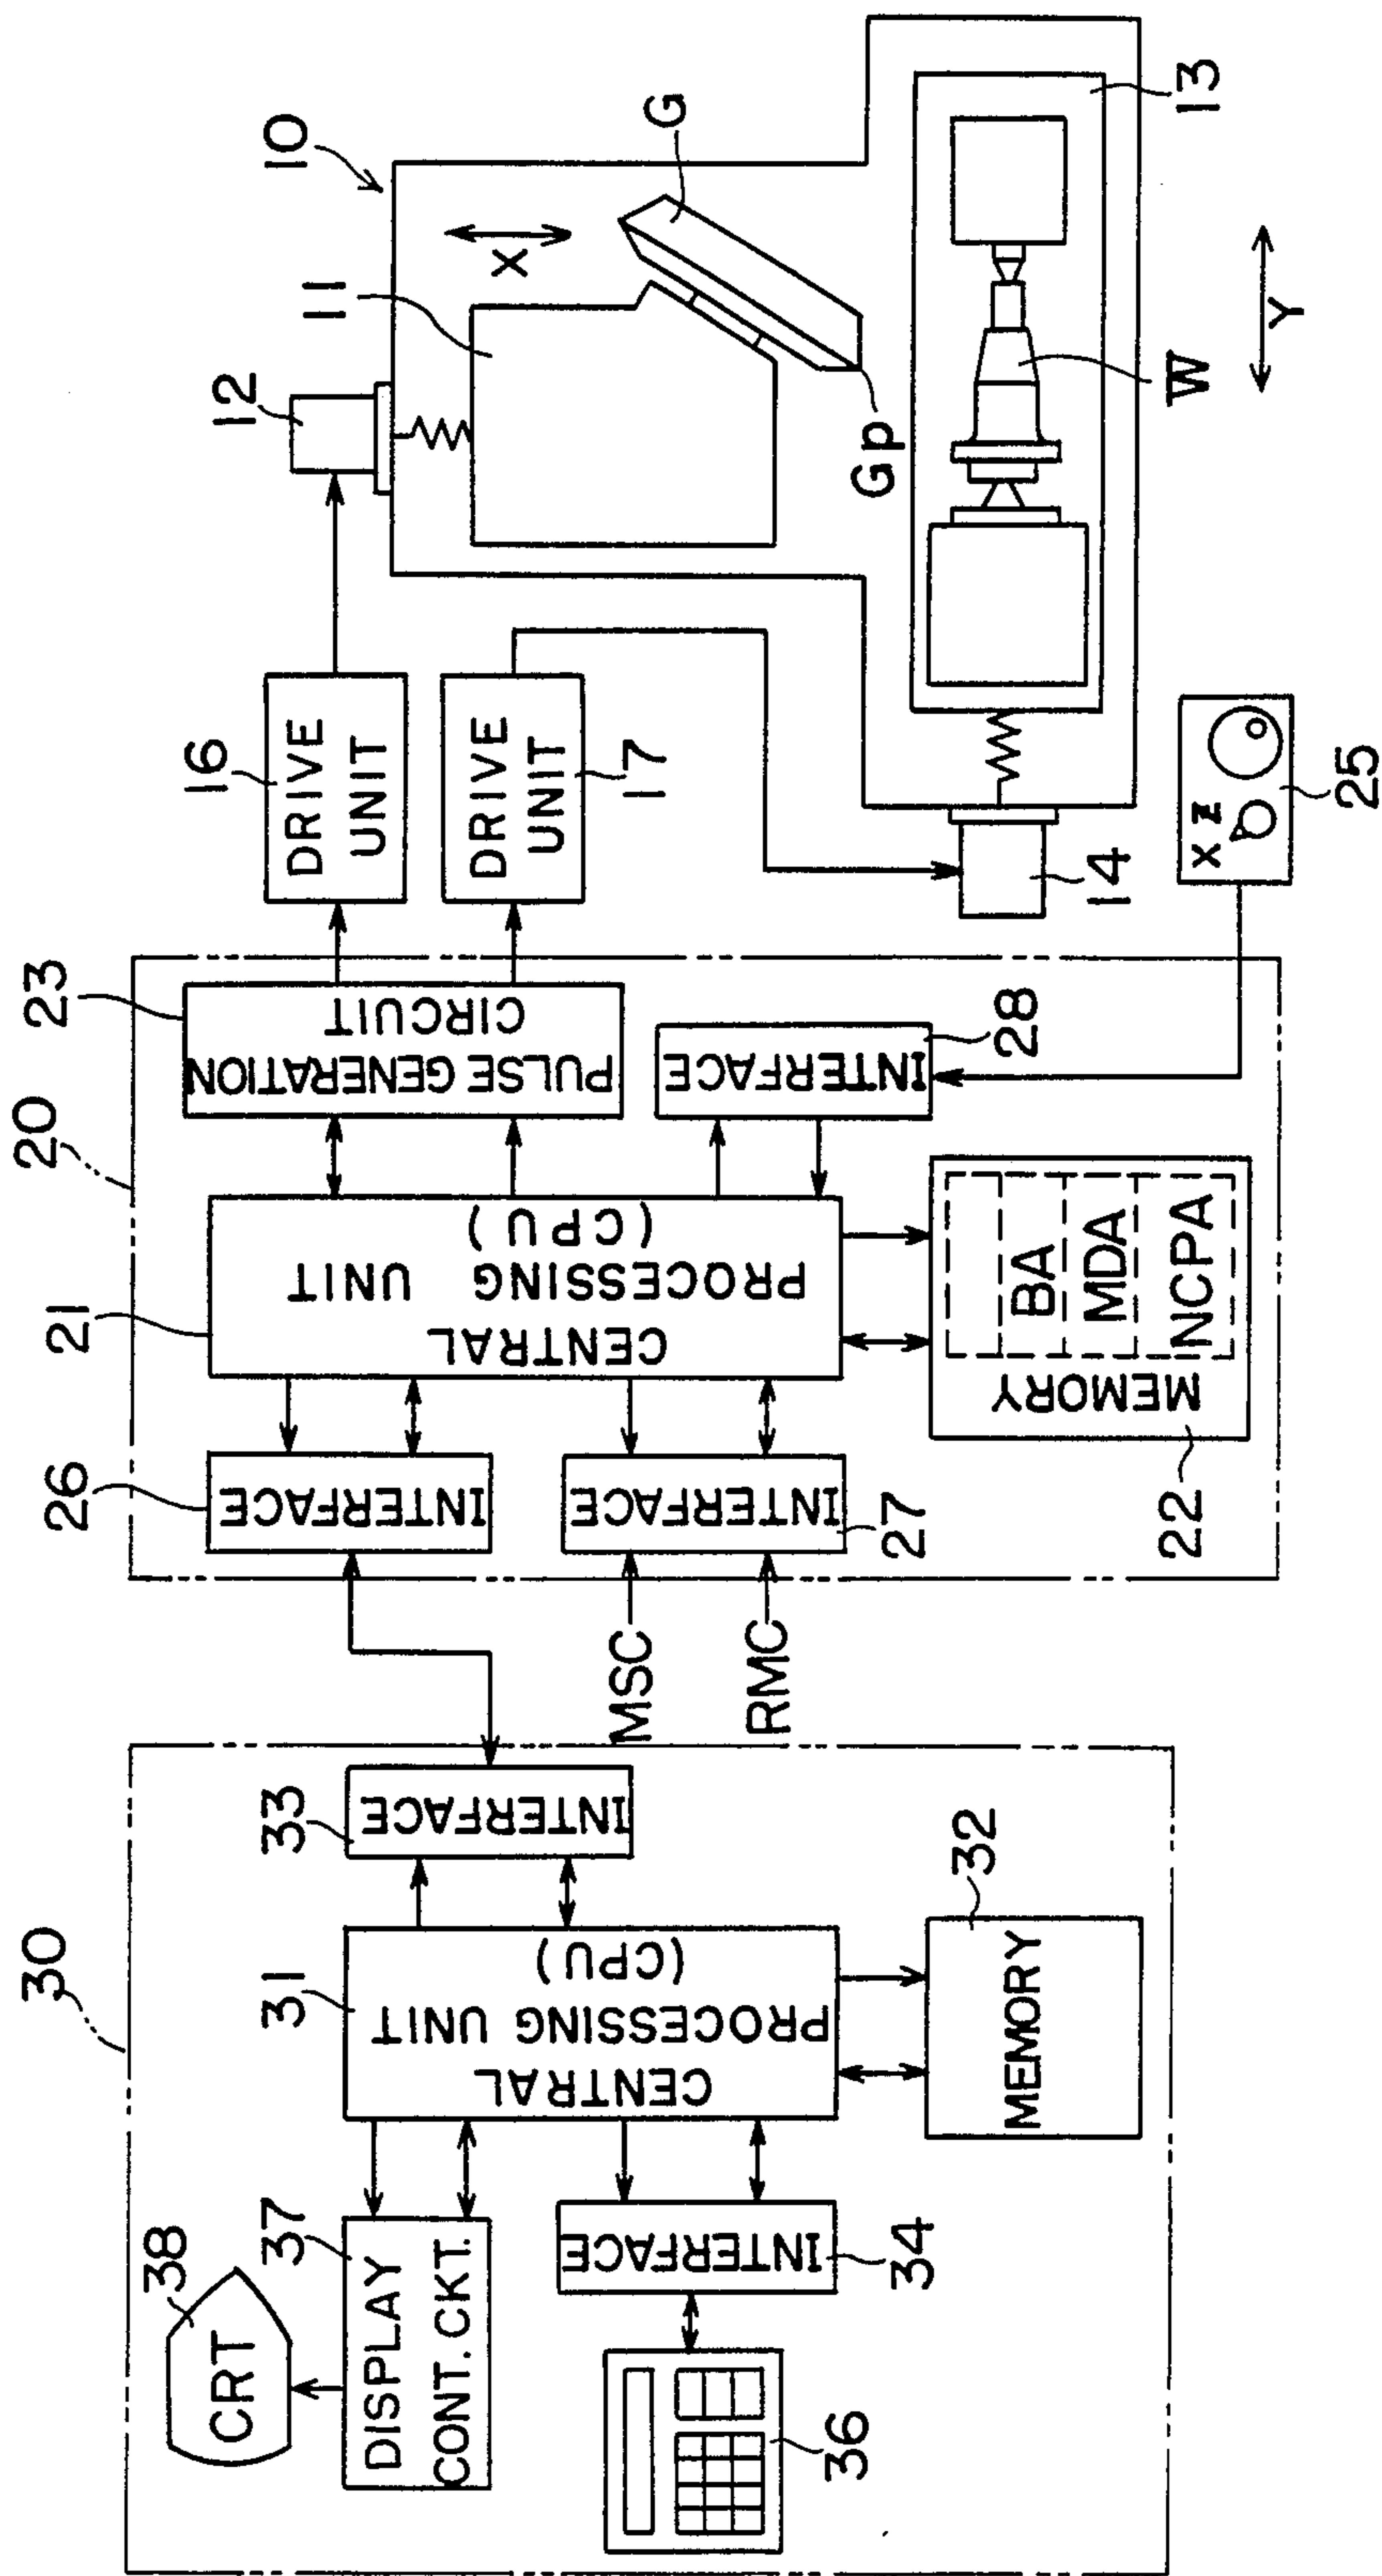 10
11
12
X
G
Gp
13
W
Y
14
16
DRIVE
UNIT
17
DRIVE
UNIT
25
X Z
20
23
PULSE GENERATION
CIRCUIT
28
INTERFACE
21
CENTRAL
PROCESSING UNIT
(CPU)
26
INTERFACE
27
INTERFACE
22
MEMORY
BA
MDA
NCPA
MSC
RMC
30
33
INTERFACE
31
CENTRAL
PROCESSING UNIT
(CPU)
32
MEMORY
37
DISPLAY
CONT. CKT.
38
CRT
34
INTERFACE
36